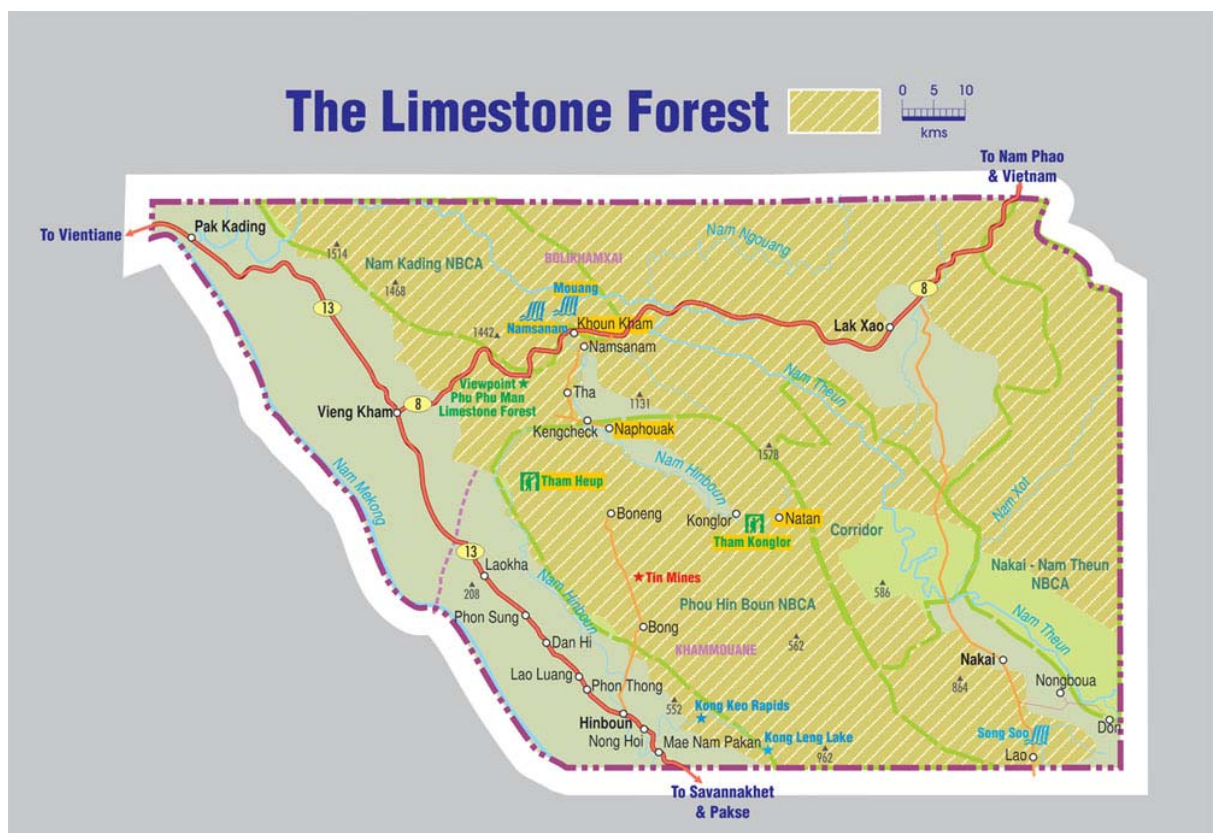 The Limestone Forest
0 5 10
kms
To Nam Phao
& Vietnam
To Vientiane
Pak Kading
1514
Nam Kading NBCA
1468
BOLIKHAMXAI
Nam Ngouang
Mouang
8
13
Namsanam
Khoun Kham
1442
Namsanam
Lak Xao
Viewpoint
Phu Phu Man
Limestone Forest
Tha
1131
Nam Theun
Vieng Kham
8
Kengcheck
Naphouak
1578
Nam Mekong
Nam Hinboun
Tham Heup
Nam Xot
Boneng
Konglor
Natan
Tham Konglor
Corridor
13
Laokha
208
Nam Hinboun
Tin Mines
Phou Hin Boun NBCA
586
Nakai - Nam Theun
NBCA
Phon Sung
Bong
Nam Theun
Dan Hi
KHAMMOUANE
562
Nakai
Lao Luang
Phon Thong
864
Nongboua
552
Kong Keo Rapids
Hinboun
Nong Hoi
Mae Nam Pakan
Kong Leng Lake
962
Song Soo
Lao
Don
To Savannakhet
& Pakse